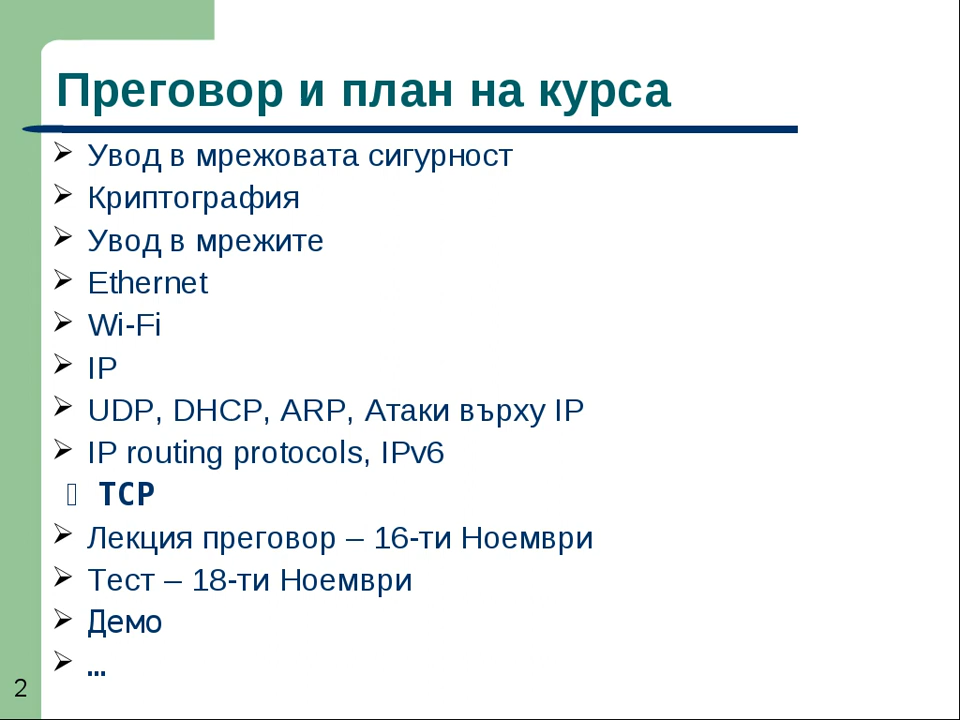 Преговор и план на курса
Увод в мрежовата сигурност
Криптография
Увод в мрежите
Ethernet
Wi-Fi
IP
UDP, DHCP, ARP, Атаки върху IP
IP routing protocols, IPv6
TCP
Лекция преговор – 16-ти Ноември
Тест – 18-ти Ноември
Демо
…
2